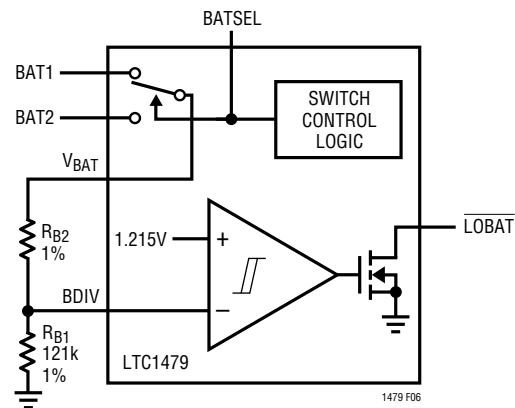 BATSEL
BAT1
BAT2
SWITCH
CONTROL
LOGIC
VBAT
RB2
1%
1.215V
+
LOBAT
BDIV
–
RB1
121k
1%
LTC1479
1479 F06